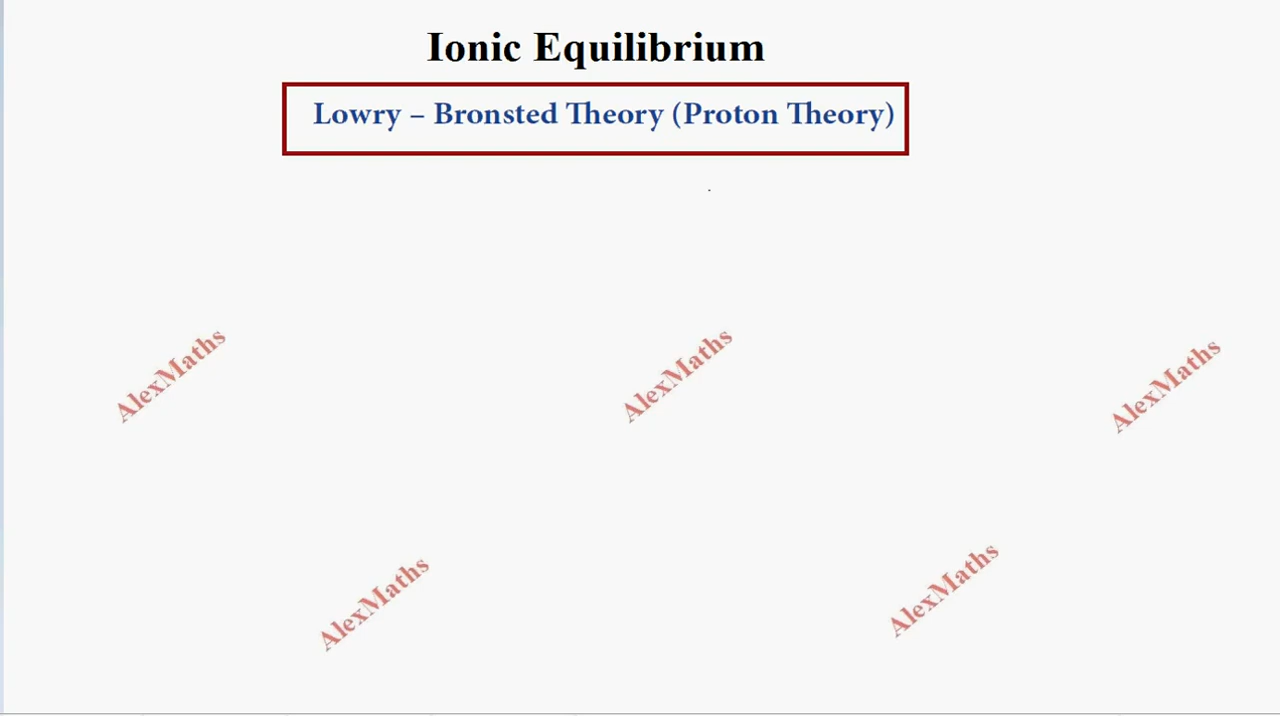 Ionic Equilibrium
Lowry – Bronsted Theory (Proton Theory)
AlexMaths
AlexMaths
AlexMaths
AlexMaths
AlexMaths